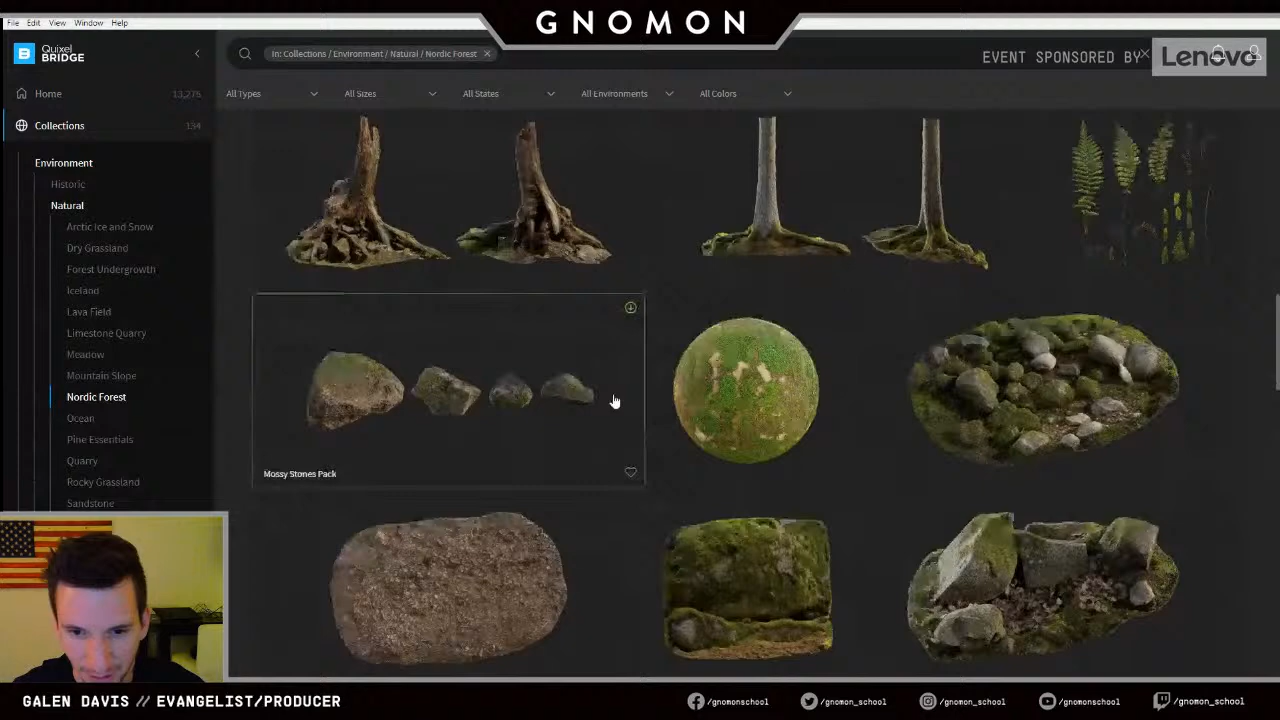 GNOMON
File Edit View Window Help
Quixel
BRIDGE
In: Collections / Environment / Natural / Nordic Forest ×
EVENT SPONSORED BY
Lenovo
Home 13,275
Collections 134
All Types
All Sizes
All States
All Environments
All Colors
Environment
Historic
Natural
Arctic Ice and Snow
Dry Grassland
Forest Undergrowth
Iceland
Lava Field
Limestone Quarry
Meadow
Mountain Slope
Nordic Forest
Ocean
Pine Essentials
Quarry
Rocky Grassland
Sandstone
Mossy Stones Pack
GALEN DAVIS // EVANGELIST/PRODUCER
/gnomonschool
/gnomon_school
/gnomon_school
/gnomonschool
/gnomon_school